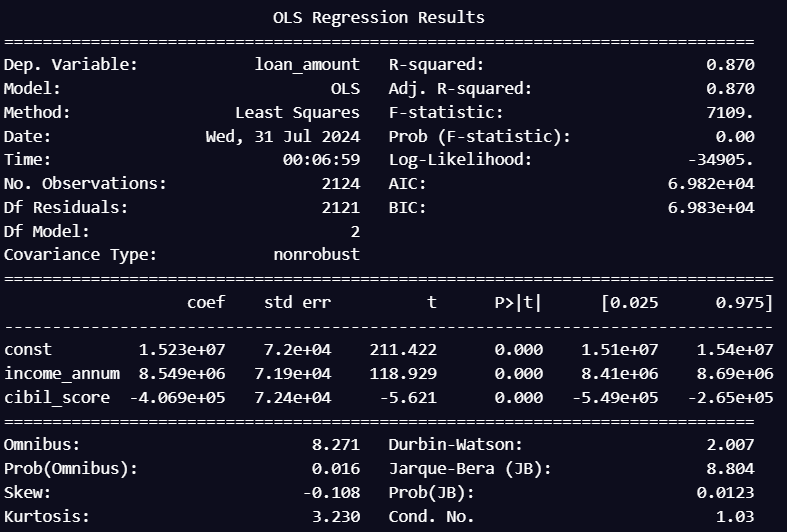 OLS Regression Results
==============================================================================
Dep. Variable:            loan_amount   R-squared:                       0.870
Model:                            OLS   Adj. R-squared:                  0.870
Method:                 Least Squares   F-statistic:                     7109.
Date:                Wed, 31 Jul 2024   Prob (F-statistic):               0.00
Time:                        00:06:59   Log-Likelihood:                -34905.
No. Observations:                2124   AIC:                         6.982e+04
Df Residuals:                    2121   BIC:                         6.983e+04
Df Model:                           2
Covariance Type:            nonrobust
================================================================================
                   coef    std err          t      P>|t|      [0.025      0.975]
--------------------------------------------------------------------------------
const         1.523e+07    7.2e+04    211.422      0.000    1.51e+07    1.54e+07
income_annum  8.549e+06   7.19e+04    118.929      0.000    8.41e+06    8.69e+06
cibil_score  -4.069e+05   7.24e+04     -5.621      0.000   -5.49e+05   -2.65e+05
==============================================================================
Omnibus:                        8.271   Durbin-Watson:                   2.007
Prob(Omnibus):                  0.016   Jarque-Bera (JB):                8.804
Skew:                          -0.108   Prob(JB):                       0.0123
Kurtosis:                       3.230   Cond. No.                         1.03